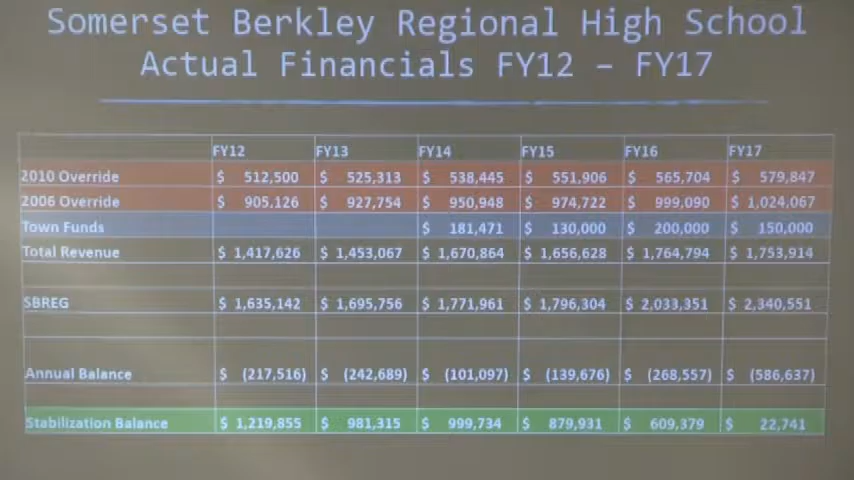 Somerset Berkley Regional High School
Actual Financials FY12 – FY17
FY12 FY13 FY14 FY15 FY16 FY17
2010 Override $ 512,500 $ 525,313 $ 538,445 $ 551,906 $ 565,704 $ 579,847
2006 Override $ 905,126 $ 927,754 $ 950,948 $ 974,722 $ 999,090 $ 1,024,067
Town Funds $ 181,471 $ 130,000 $ 200,000 $ 150,000
Total Revenue $ 1,417,626 $ 1,453,067 $ 1,670,864 $ 1,656,628 $ 1,764,794 $ 1,753,914
SBREG $ 1,635,142 $ 1,695,756 $ 1,771,961 $ 1,796,304 $ 2,033,351 $ 2,340,551
Annual Balance $ (217,516) $ (242,689) $ (101,097) $ (139,676) $ (268,557) $ (586,637)
Stabilization Balance $ 1,219,855 $ 981,315 $ 999,734 $ 879,931 $ 609,379 $ 22,741